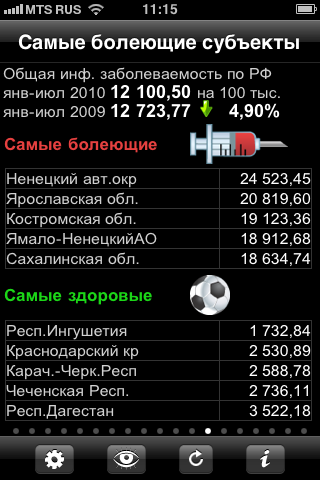 MTS RUS 11:15
Самые болеющие субъекты
Общая инф. заболеваемость по РФ
янв-июл 2010 12 100,50 на 100 тыс.
янв-июл 2009 12 723,77 4,90%
Самые болеющие
Ненецкий авт.окр 24 523,45
Ярославская обл. 20 819,60
Костромская обл. 19 123,36
Ямало-НенецкийАО 18 912,68
Сахалинская обл. 18 634,74
Самые здоровые
Респ.Ингушетия 1 732,84
Краснодарский кр 2 530,89
Карач.-Черк.Респ 2 588,78
Чеченская Респ. 2 736,11
Респ.Дагестан 3 522,18